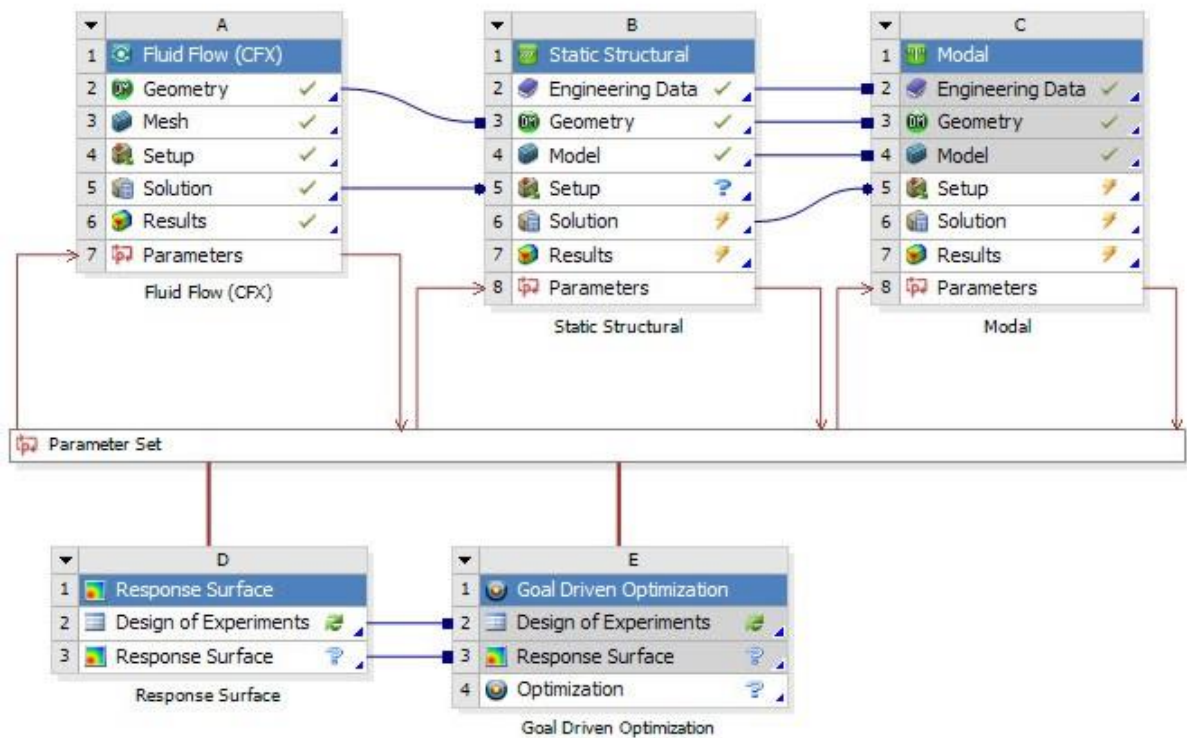 A
1 Fluid Flow (CFX)
2 Geometry
3 Mesh
4 Setup
5 Solution
6 Results
7 Parameters
Fluid Flow (CFX)
B
1 Static Structural
2 Engineering Data
3 Geometry
4 Model
5 Setup
6 Solution
7 Results
8 Parameters
Static Structural
C
1 Modal
2 Engineering Data
3 Geometry
4 Model
5 Setup
6 Solution
7 Results
8 Parameters
Modal
Parameter Set
D
1 Response Surface
2 Design of Experiments
3 Response Surface
Response Surface
E
1 Goal Driven Optimization
2 Design of Experiments
3 Response Surface
4 Optimization
Goal Driven Optimization